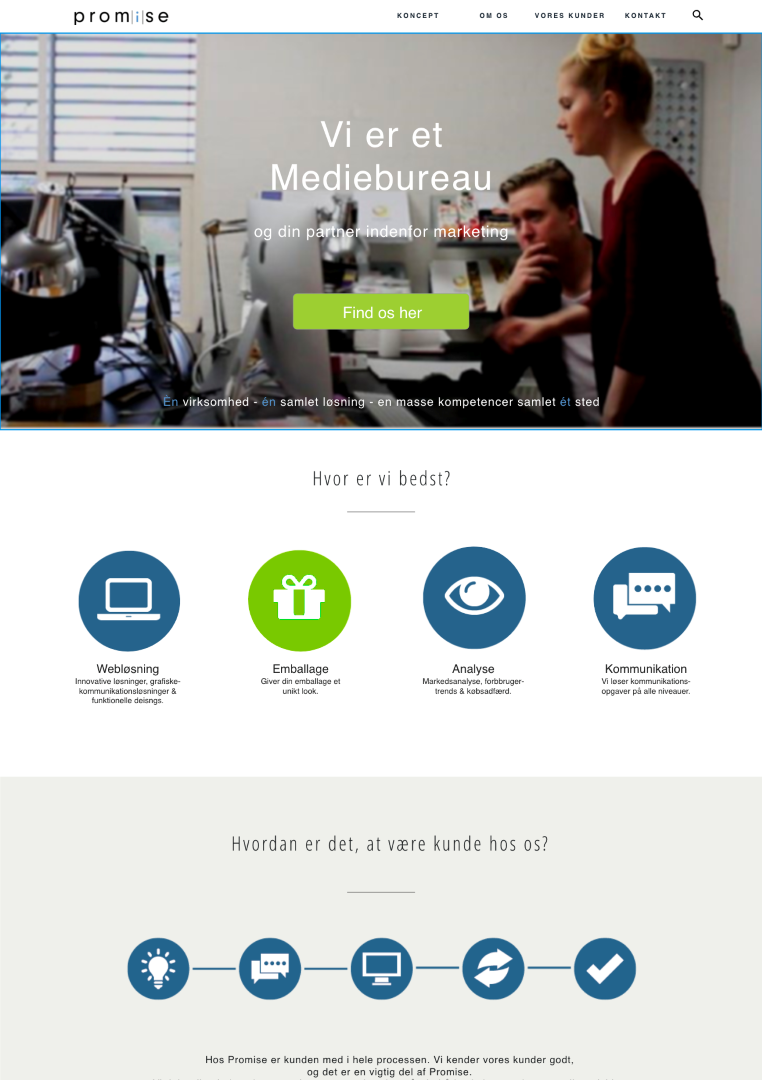 prom|i|se
KONCEPT OM OS VORES KUNDER KONTAKT
Vi er et
Mediebureau
og din partner indenfor marketing
Find os her
Én virksomhed - én samlet løsning - en masse kompetencer samlet ét sted
Hvor er vi bedst?
Webløsning
Innovative løsninger, grafiske-
kommunikationsløsninger &
funktionelle deisngs.
Emballage
Giver din emballage et
unikt look.
Analyse
Markedsanalyse, forbbruger-
trends & købsadfærd.
Kommunikation
Vi løser kommunikations-
opgaver på alle niveauer.
Hvordan er det, at være kunde hos os?
Hos Promise er kunden med i hele processen. Vi kender vores kunder godt,
og det er en vigtig del af Promise.